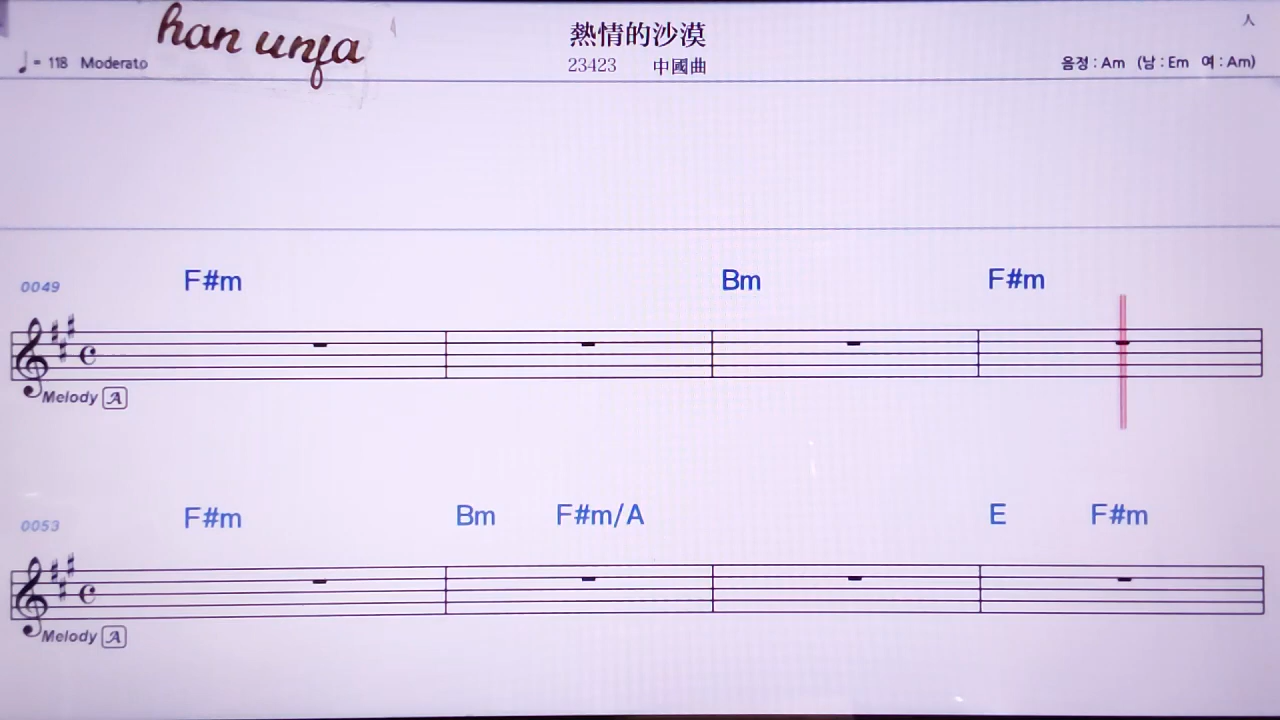 han unfa
熱情的沙漠
人
♩= 118 Moderato
23423 中國曲
음정 : Am (남 : Em 여 : Am)
F#m Bm F#m
0049
Melody A
F#m Bm F#m/A E F#m
0053
Melody A